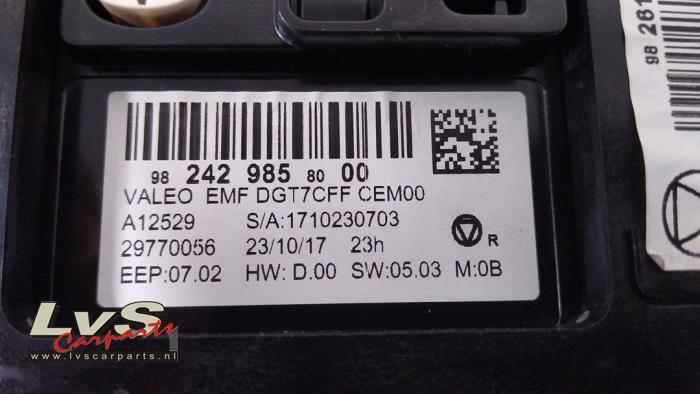 98 242 985 80 00
VALEO EMF DGT7CFF CEM00
A12529 S/A:1710230703
29770056 23/10/17 23h R
EEP:07.02 HW: D.00 SW:05.03 M:0B
98 281
LvS
Carparts
www.lvscarparts.nl